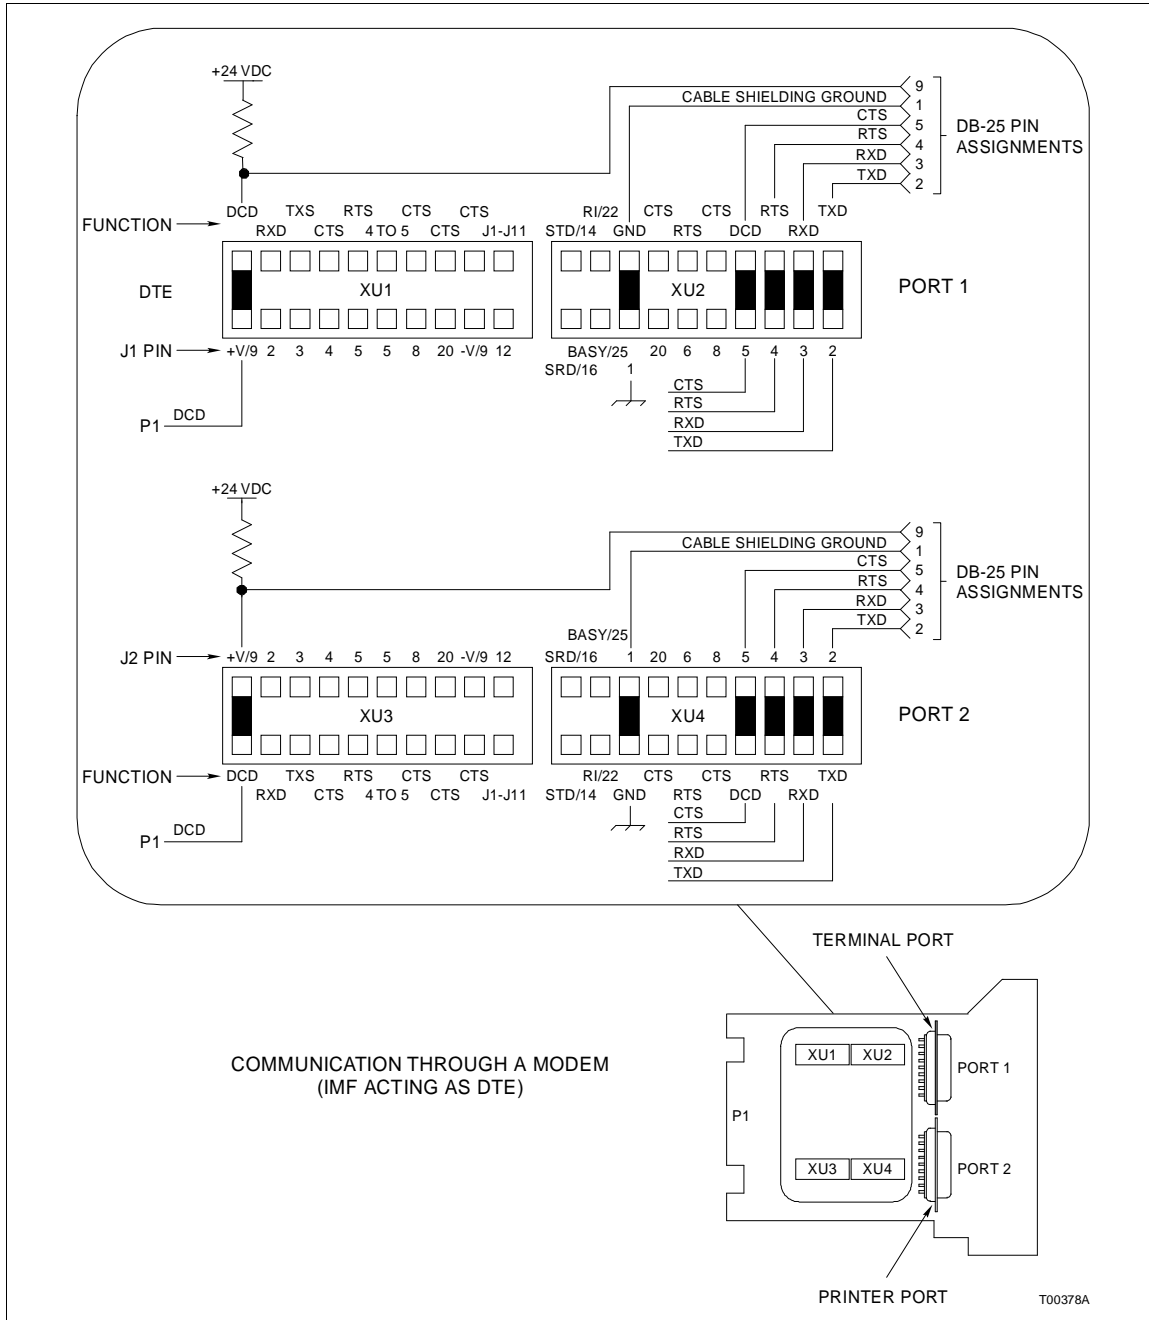 +24 VDC
9
CABLE SHIELDING GROUND 1
CTS 5
DB-25 PIN
RTS 4
ASSIGNMENTS
RXD 3
TXD 2
DCD TXS RTS CTS CTS RI/22 CTS CTS RTS TXD
FUNCTION
RXD CTS 4 TO 5 CTS J1-J11 STD/14 GND RTS DCD RXD
DTE XU1 XU2 PORT 1
J1 PIN +V/9 2 3 4 5 5 8 20 -V/9 12 BASY/25 20 6 8 5 4 3 2
SRD/16 1
CTS
RTS
P1 DCD
RXD
TXD
+24 VDC
9
CABLE SHIELDING GROUND 1
CTS 5
DB-25 PIN
RTS 4
ASSIGNMENTS
RXD 3
TXD 2
BASY/25
J2 PIN +V/9 2 3 4 5 5 8 20 -V/9 12 SRD/16 1 20 6 8 5 4 3 2
XU3 XU4 PORT 2
FUNCTION DCD TXS RTS CTS CTS RI/22 CTS CTS RTS TXD
RXD CTS 4 TO 5 CTS J1-J11 STD/14 GND RTS DCD RXD
CTS
P1 DCD
RTS
RXD
TXD
TERMINAL PORT
COMMUNICATION THROUGH A MODEM
(IMF ACTING AS DTE)
XU1 XU2
PORT 1
P1
XU3 XU4
PORT 2
PRINTER PORT
T00378A